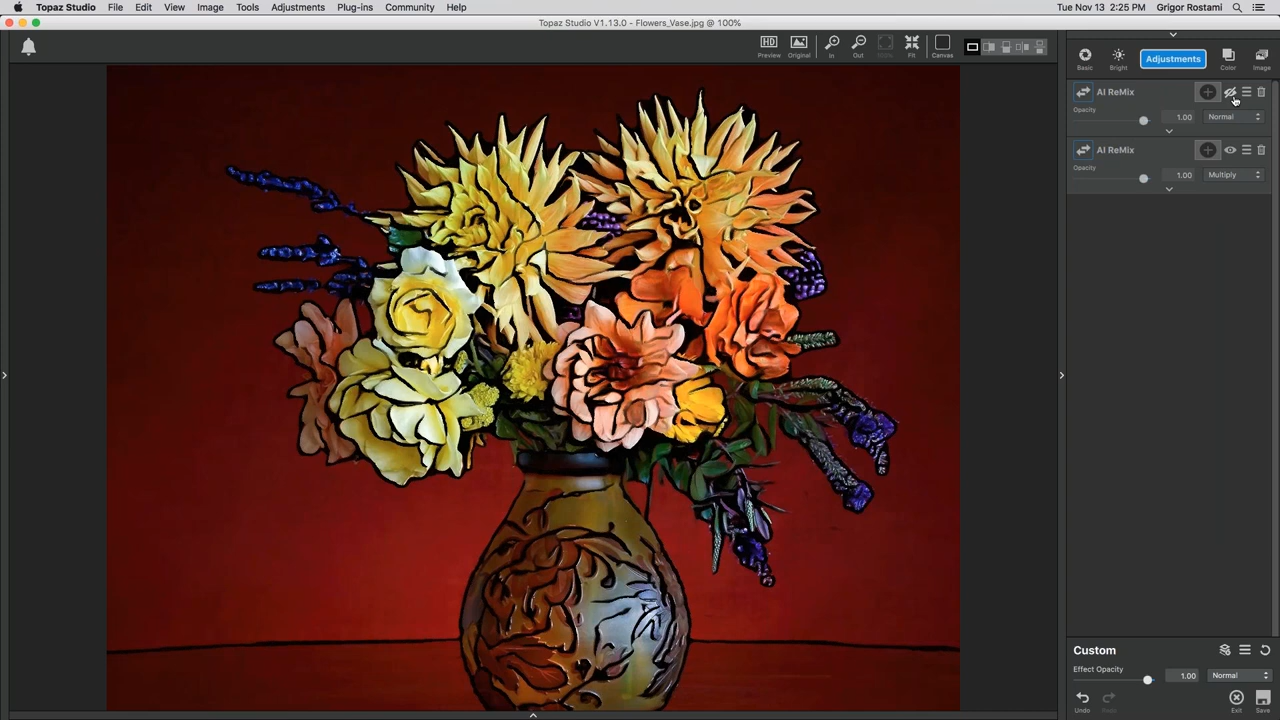 Topaz Studio File Edit View Image Tools Adjustments Plug-ins Community Help Tue Nov 13 2:25 PM Grigor Rostami
Topaz Studio V1.13.0 - Flowers_Vase.jpg @ 100%
Preview Original In Out 100% Fit Canvas
Basic Bright Adjustments Color Image
AI ReMix
Opacity 1.00 Normal
AI ReMix
Opacity 1.00 Multiply
Custom
Effect Opacity 1.00 Normal
Undo Redo Exit Save